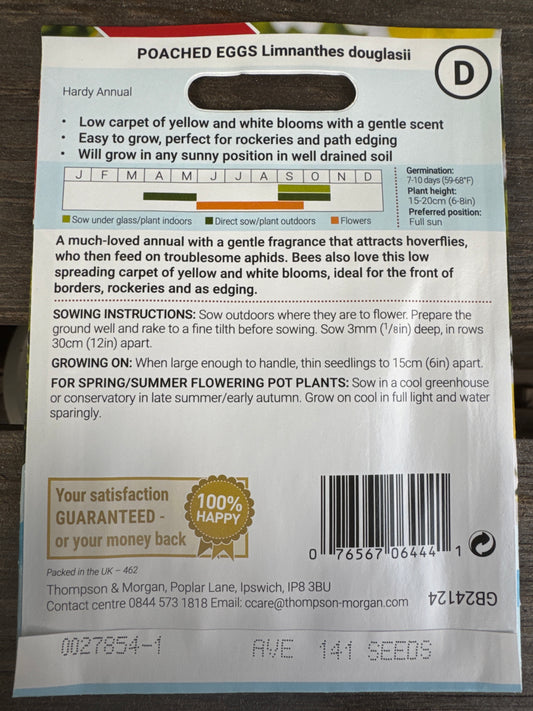 POACHED EGGS Limnanthes douglasii
D
Hardy Annual
• Low carpet of yellow and white blooms with a gentle scent
• Easy to grow, perfect for rockeries and path edging
• Will grow in any sunny position in well drained soil
J F M A M J J A S O N D
Sow under glass/plant indoors Direct sow/plant outdoors Flowers
Germination:
7-10 days (59-68°F)
Plant height:
15-20cm (6-8in)
Preferred position:
Full sun
A much-loved annual with a gentle fragrance that attracts hoverflies,
who then feed on troublesome aphids. Bees also love this low
spreading carpet of yellow and white blooms, ideal for the front of
borders, rockeries and as edging.
SOWING INSTRUCTIONS: Sow outdoors where they are to flower. Prepare the
ground well and rake to a fine tilth before sowing. Sow 3mm (1/8in) deep, in rows
30cm (12in) apart.
GROWING ON: When large enough to handle, thin seedlings to 15cm (6in) apart.
FOR SPRING/SUMMER FLOWERING POT PLANTS: Sow in a cool greenhouse
or conservatory in late summer/early autumn. Grow on cool in full light and water
sparingly.
Your satisfaction
GUARANTEED -
or your money back
100%
HAPPY
0 76567 06444 1
Packed in the UK – 462
Thompson & Morgan, Poplar Lane, Ipswich, IP8 3BU
Contact centre 0844 573 1818 Email: ccare@thompson-morgan.com
GB24124
0027854-1 AVE 141 SEEDS